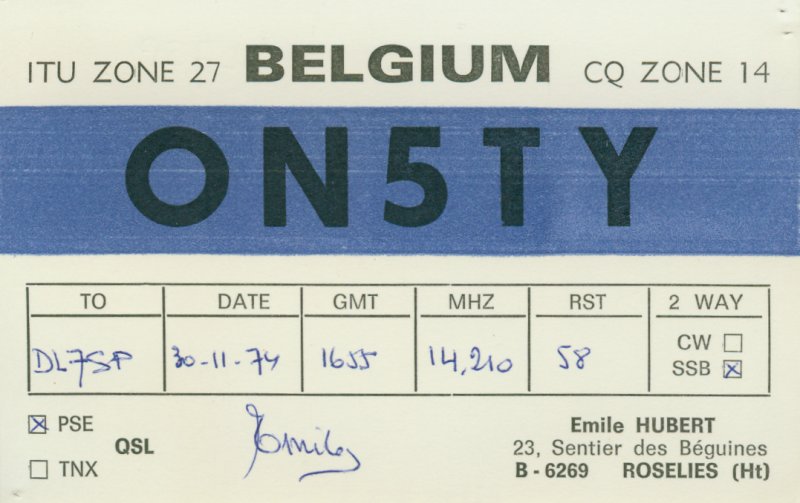 ITU ZONE 27 BELGIUM CQ ZONE 14
ON5TY
TO DATE GMT MHZ RST 2 WAY
DL7SP 30-11-74 1655 14,210 58 CW
SSB
PSE
QSL
TNX
Emile
Emile HUBERT
23, Sentier des Béguines
B-6269 ROSELIES (Ht)